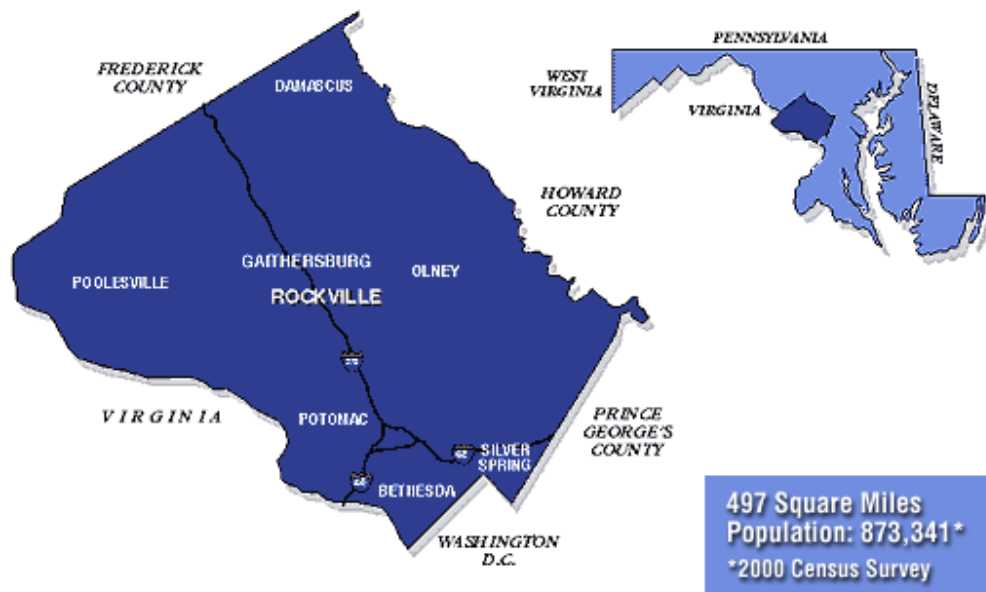 PENNSYLVANIA
FREDERICK
COUNTY
WEST
VIRGINIA
DAMASCUS
VIRGINIA
DELAWARE
HOWARD
COUNTY
GAITHERSBURG
OLNEY
POOLESVILLE
ROCKVILLE
VIRGINIA
POTOMAC
PRINCE
GEORGE'S
COUNTY
SILVER
SPRING
BETHESDA
WASHINGTON
D.C.
497 Square Miles
Population: 873,341*
*2000 Census Survey